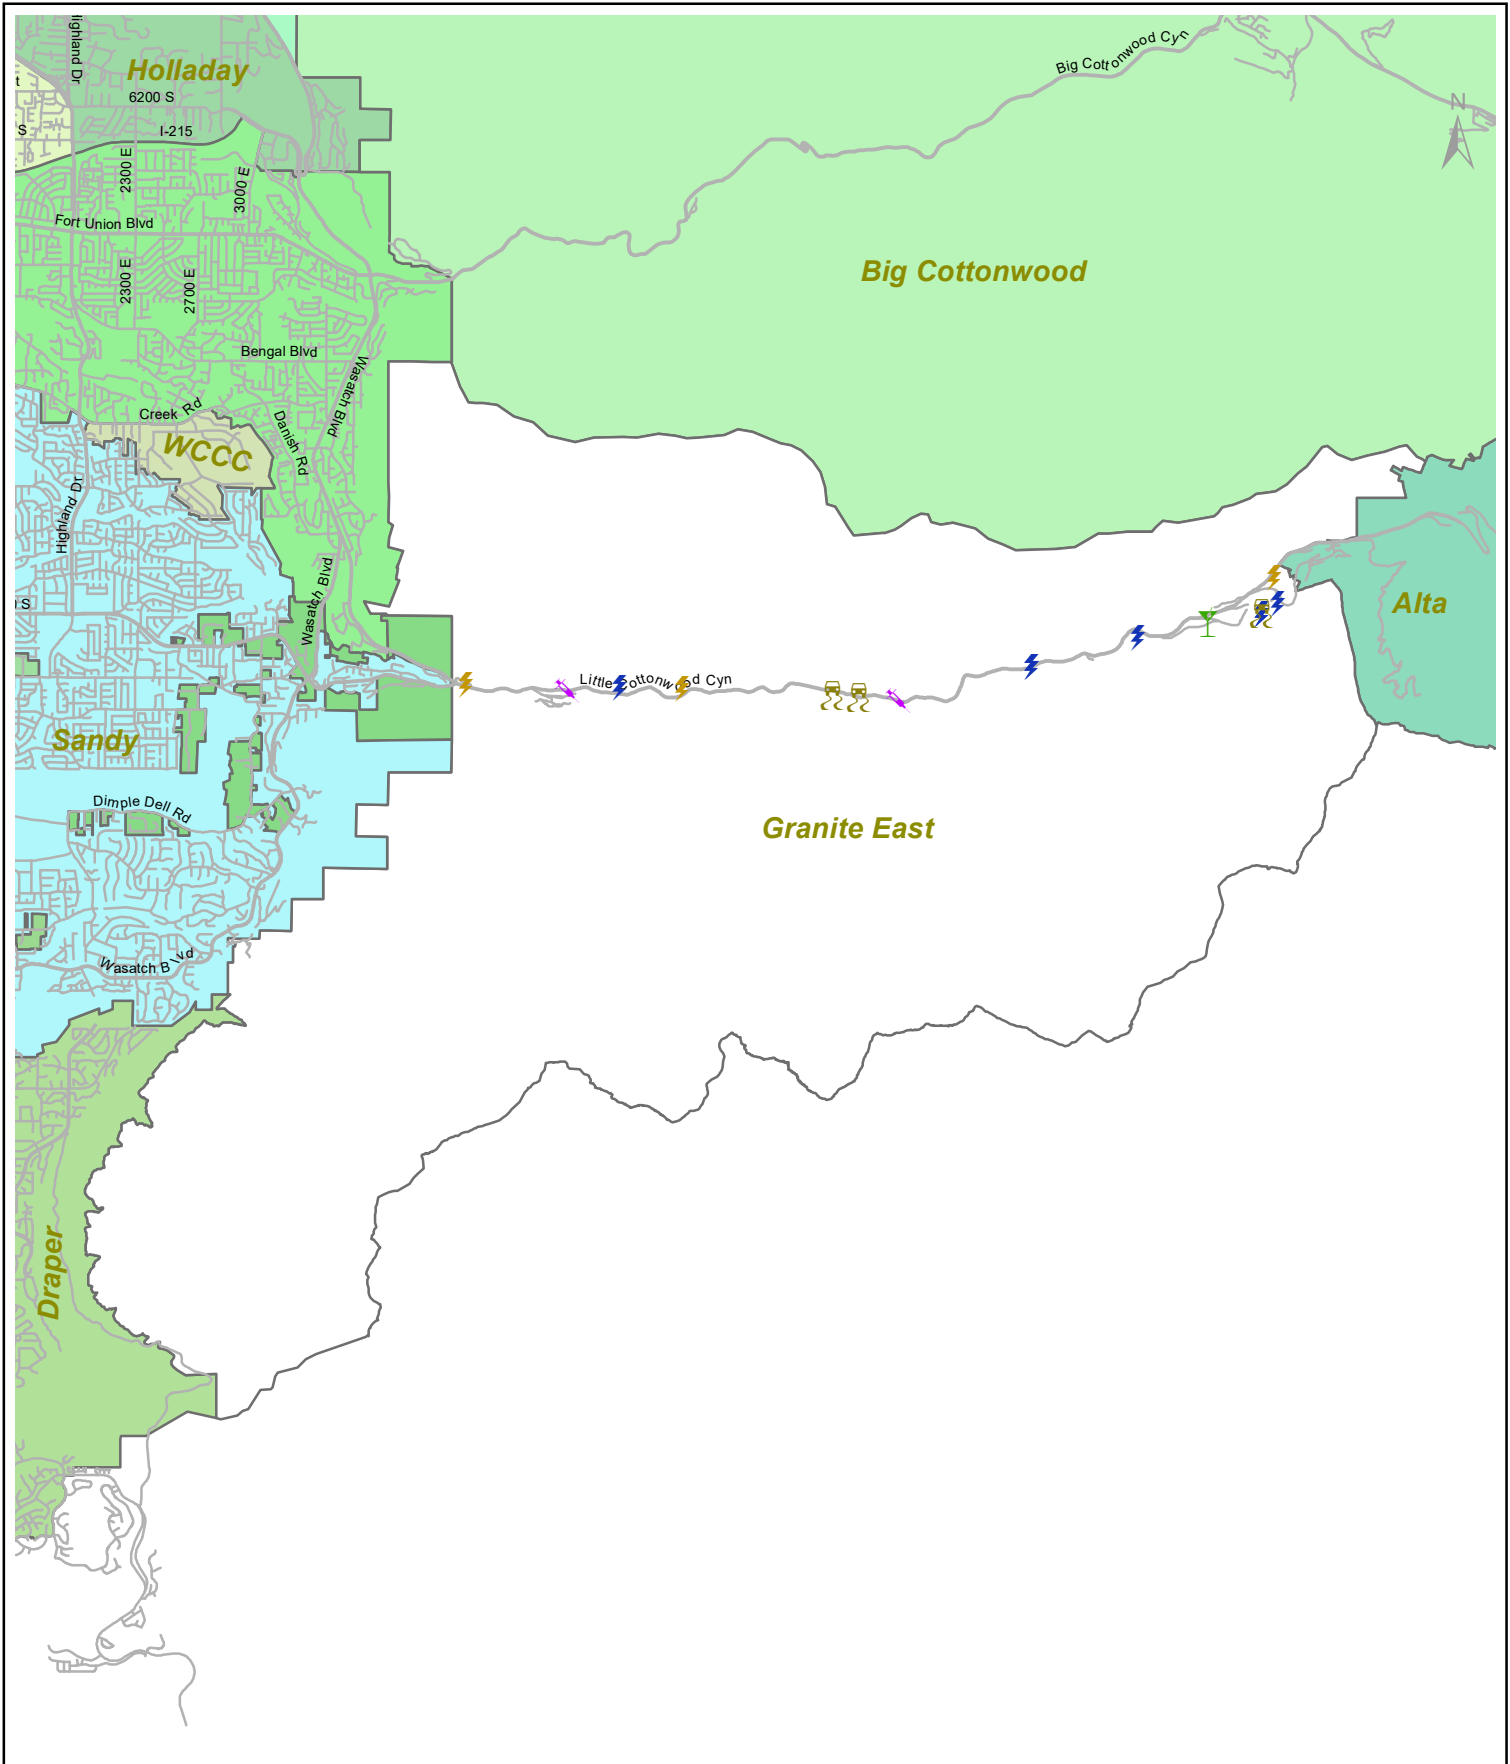 Highland Dr
Holladay
Big Cottonwood Cyn
t
6200 S
N
S
I-215
2300 E
3000 E
Fort Union Blvd
2300 E
2700 E
Big Cottonwood
Bengal Blvd
Wasatch Blvd
Creek Rd
Danish Rd
WCCC
Highland Dr
Wasatch Blvd
S
Alta
Little Cottonwood Cyn
Sandy
Dimple Dell Rd
Granite East
Wasatch Blvd
Draper